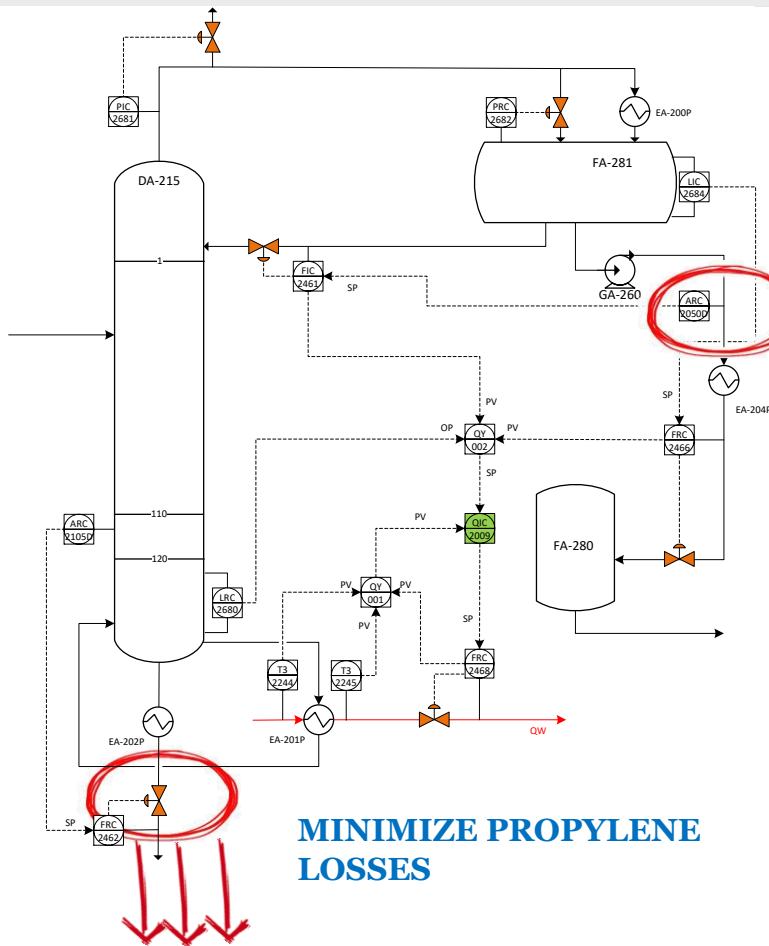 PIC
2681
PRC
2682
EA-200P
DA-215
FA-281
LIC
2684
1
FIC
2461
SP
GA-260
ARC
2050D
SP
EA-204P
PV
OP
QY
002
PV
FRC
2466
SP
110
ARC
2105D
PV
QIC
2009
FA-280
120
PV
QY
001
PV
LRC
2680
SP
PV
FRC
2468
T3
2244
T3
2245
EA-202P
EA-201P
QW
SP
FRC
2462
MINIMIZE PROPYLENE
LOSSES